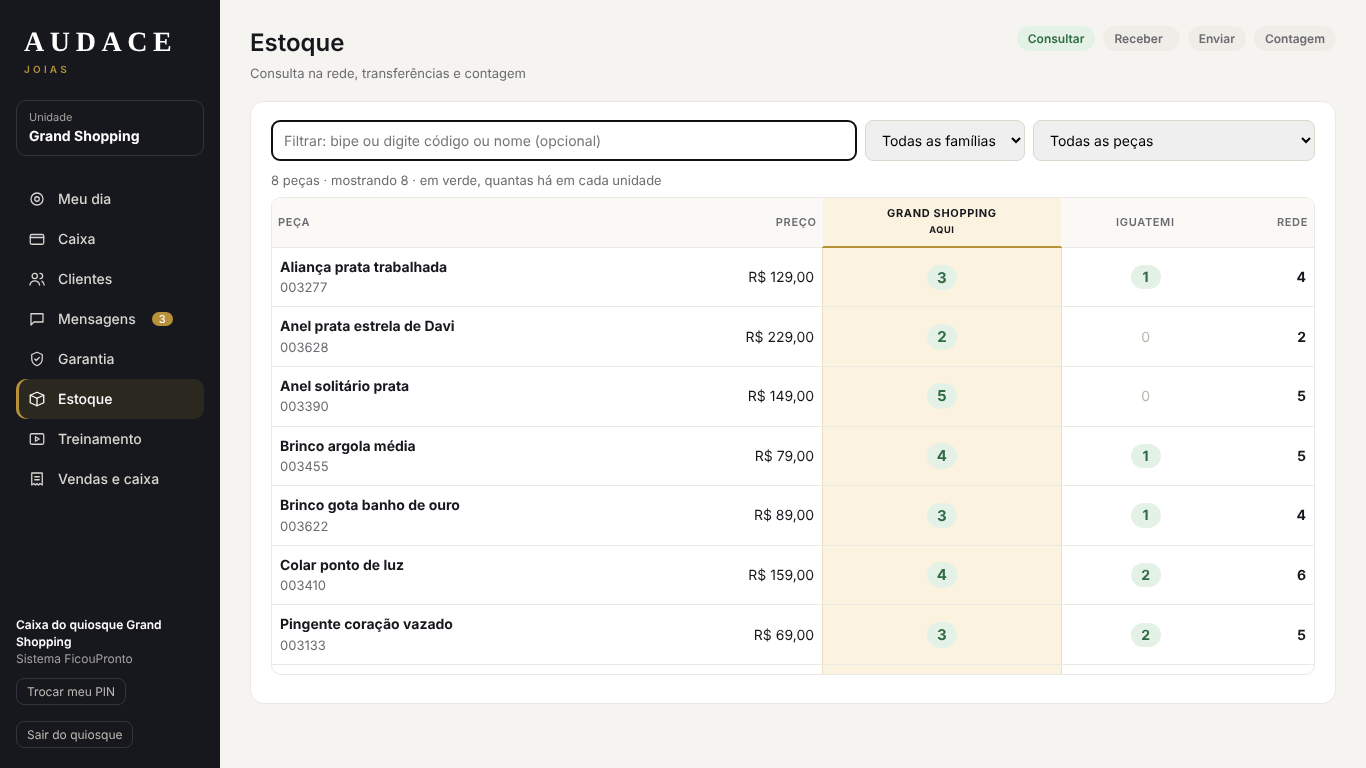 AUDACE
JOIAS
Unidade
Grand Shopping
Meu dia
Caixa
Clientes
Mensagens 3
Garantia
Estoque
Treinamento
Vendas e caixa
Caixa do quiosque Grand
Shopping
Sistema FicouPronto
Trocar meu PIN
Sair do quiosque
Estoque
Consulta na rede, transferências e contagem
Consultar Receber Enviar Contagem
Filtrar: bipe ou digite código ou nome (opcional) Todas as famílias Todas as peças
8 peças · mostrando 8 · em verde, quantas há em cada unidade
PEÇA PREÇO GRAND SHOPPING IGUATEMI REDE
AQUI
Aliança prata trabalhada
003277 R$ 129,00 3 1 4
Anel prata estrela de Davi
003628 R$ 229,00 2 0 2
Anel solitário prata
003390 R$ 149,00 5 0 5
Brinco argola média
003455 R$ 79,00 4 1 5
Brinco gota banho de ouro
003622 R$ 89,00 3 1 4
Colar ponto de luz
003410 R$ 159,00 4 2 6
Pingente coração vazado
003133 R$ 69,00 3 2 5